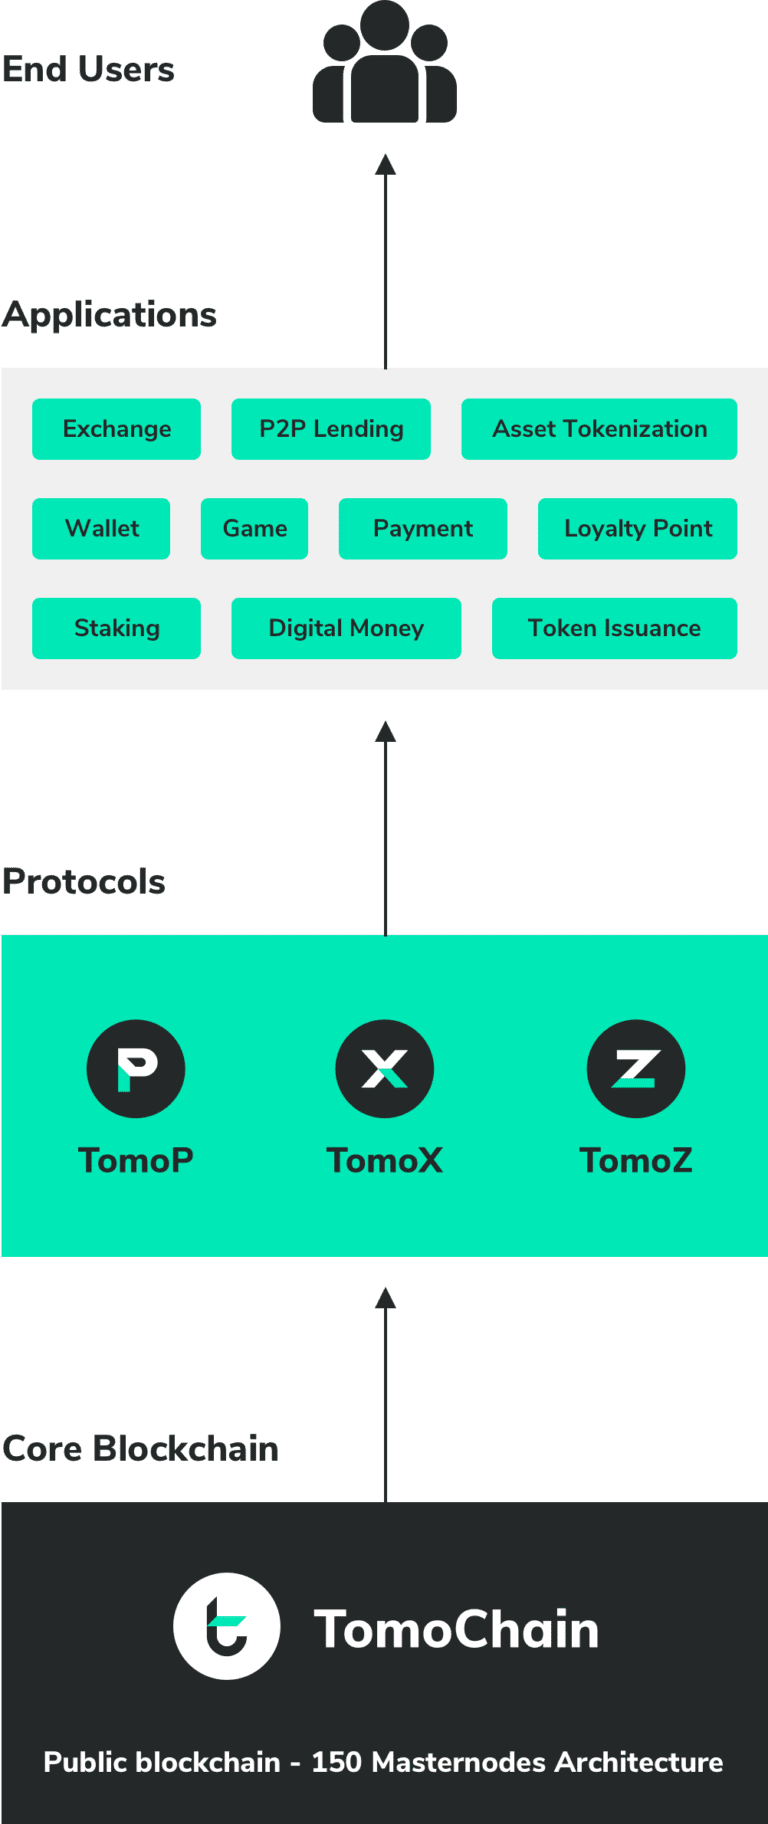 End Users
Applications
Exchange P2P Lending Asset Tokenization
Wallet Game Payment Loyalty Point
Staking Digital Money Token Issuance
Protocols
P X Z
TomoP TomoX TomoZ
Core Blockchain
t TomoChain
Public blockchain - 150 Masternodes Architecture